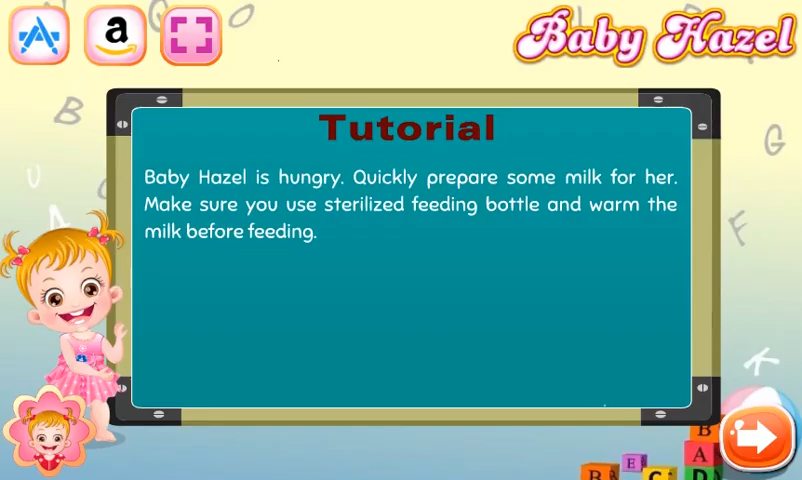 a
Baby Hazel
Tutorial
Baby Hazel is hungry. Quickly prepare some milk for her.
Make sure you use sterilized feeding bottle and warm the
milk before feeding.
B
G
U
A
F
K
B
E
A
B
C
D